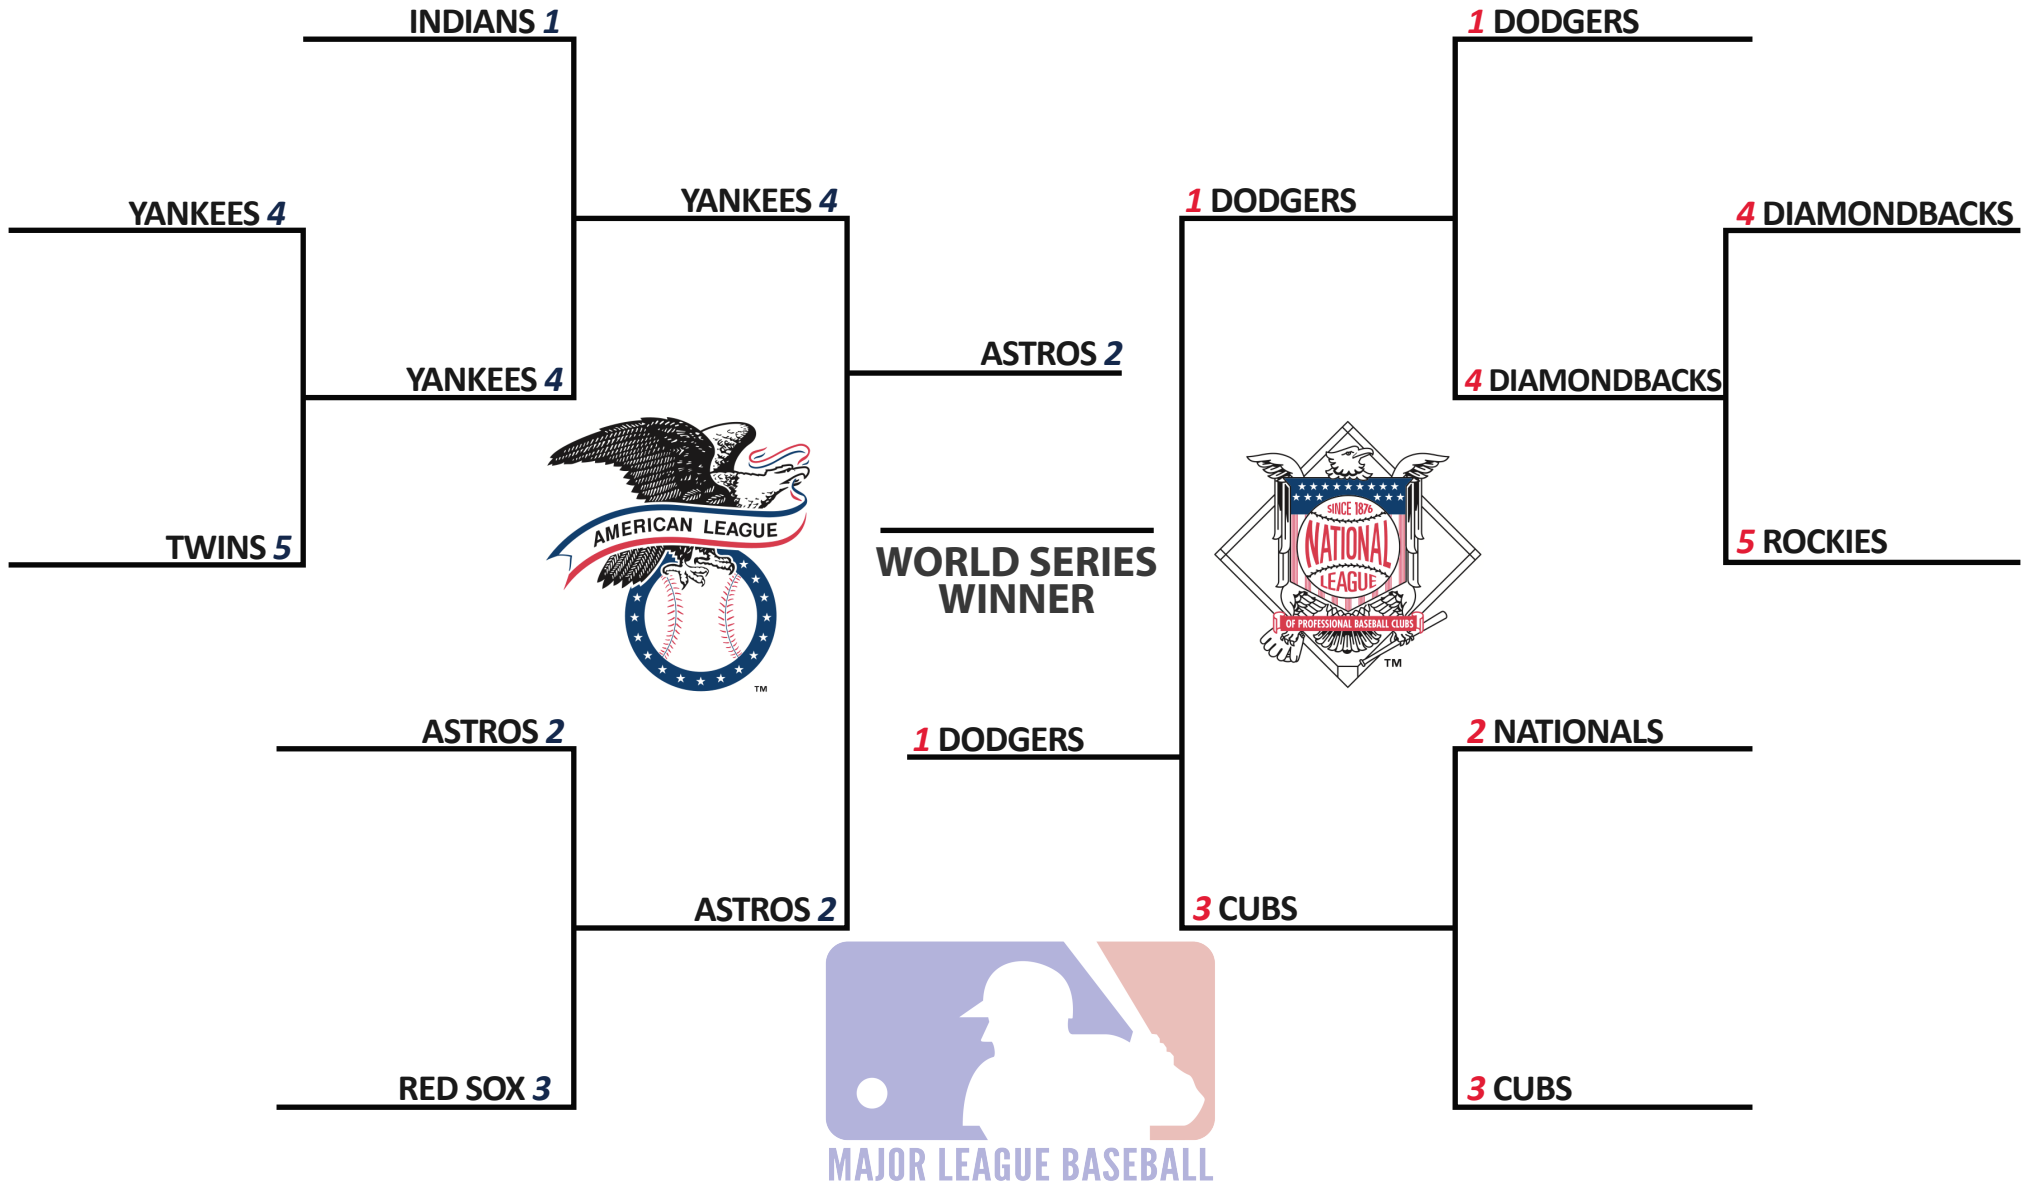 INDIANS 1
1 DODGERS
YANKEES 4
YANKEES 4
1 DODGERS
4 DIAMONDBACKS
ASTROS 2
YANKEES 4
4 DIAMONDBACKS
AMERICAN LEAGUE
TM
SINCE 1876
NATIONAL
LEAGUE
OF PROFESSIONAL BASEBALL CLUBS
TM
TWINS 5
WORLD SERIES
WINNER
5 ROCKIES
ASTROS 2
1 DODGERS
2 NATIONALS
ASTROS 2
3 CUBS
RED SOX 3
3 CUBS
MAJOR LEAGUE BASEBALL